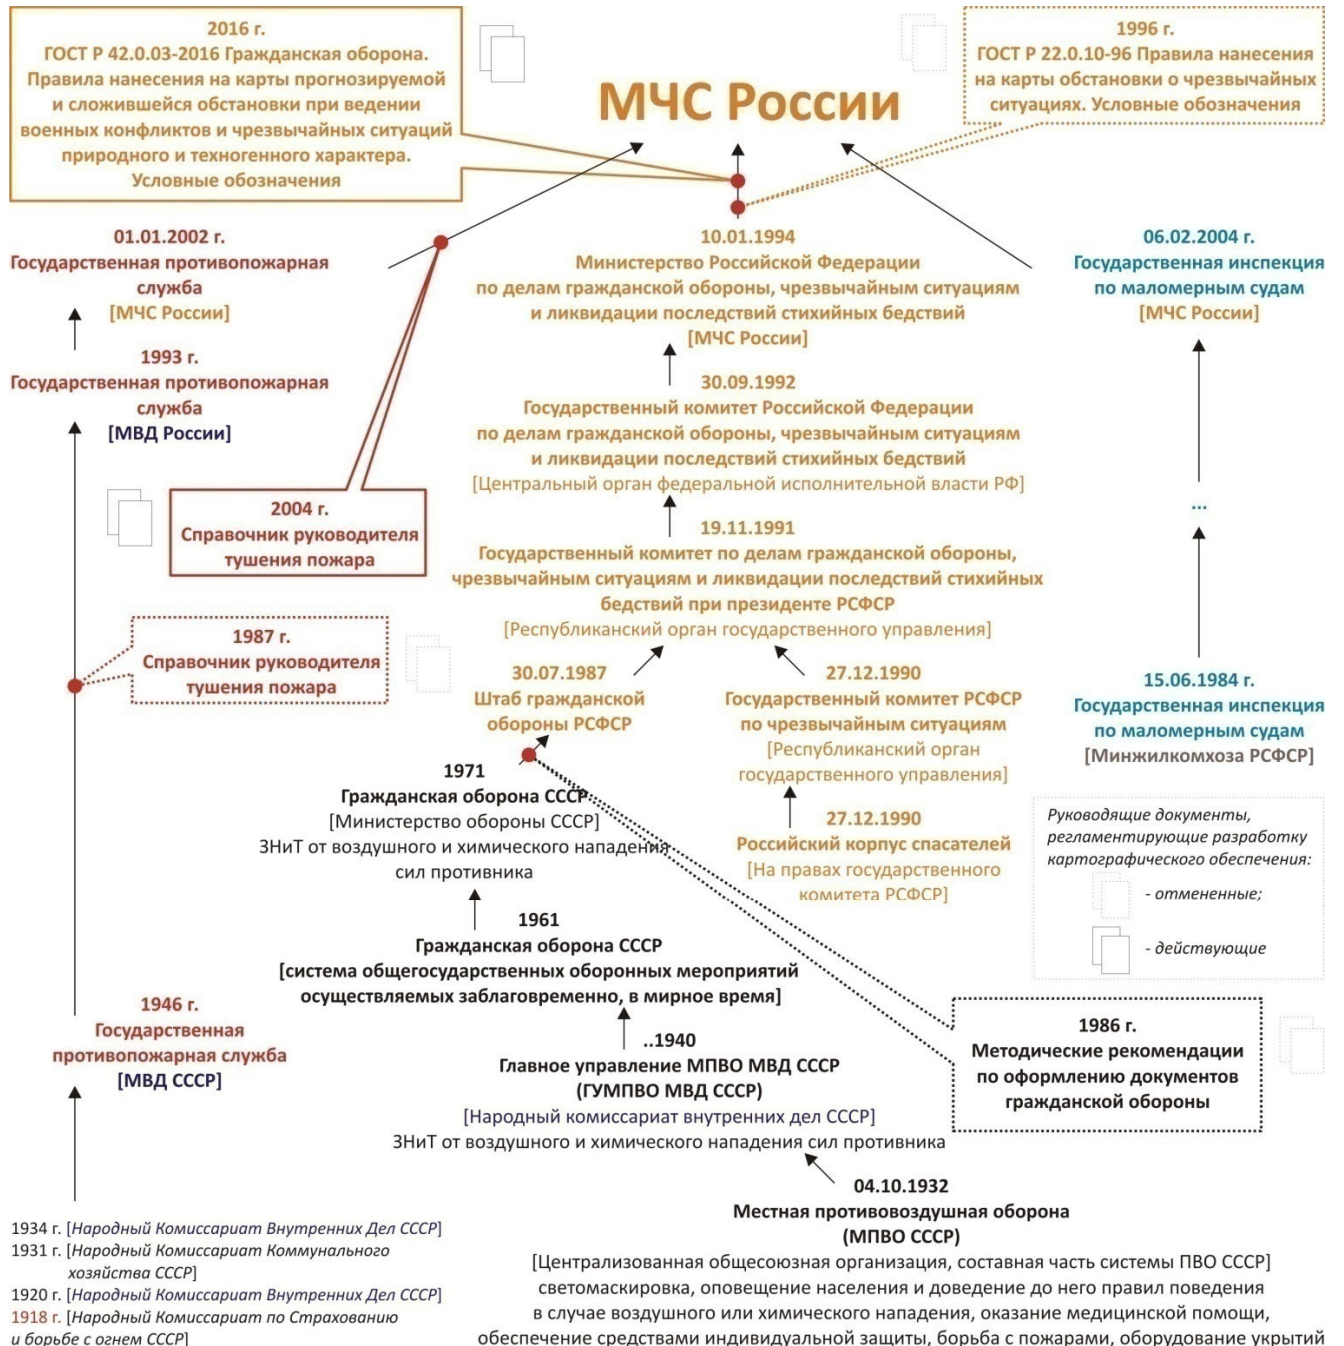 2016 г.
ГОСТ Р 42.0.03-2016 Гражданская оборона.
Правила нанесения на карты прогнозируемой
и сложившейся обстановки при ведении
военных конфликтов и чрезвычайных ситуаций
природного и техногенного характера.
Условные обозначения
МЧС России
1996 г.
ГОСТ Р 22.0.10-96 Правила нанесения
на карты обстановки о чрезвычайных
ситуациях. Условные обозначения
01.01.2002 г.
Государственная противопожарная
служба
[МЧС России]
1993 г.
Государственная противопожарная
служба
[МВД России]
2004 г.
Справочник руководителя
тушения пожара
1987 г.
Справочник руководителя
тушения пожара
1946 г.
Государственная
противопожарная служба
[МВД СССР]
1934 г. [Народный Комиссариат Внутренних Дел СССР]
1931 г. [Народный Комиссариат Коммунального
хозяйства СССР]
1920 г. [Народный Комиссариат Внутренних Дел СССР]
1918 г. [Народный Комиссариат по Страхованию
и борьбе с огнем СССР]
10.01.1994
Министерство Российской Федерации
по делам гражданской обороны, чрезвычайным ситуациям
и ликвидации последствий стихийных бедствий
[МЧС России]
30.09.1992
Государственный комитет Российской Федерации
по делам гражданской обороны, чрезвычайным ситуациям
и ликвидации последствий стихийных бедствий
[Центральный орган федеральной исполнительной власти РФ]
19.11.1991
Государственный комитет по делам гражданской обороны,
чрезвычайным ситуациям и ликвидации последствий стихийных
бедствий при президенте РСФСР
[Республиканский орган государственного управления]
30.07.1987
Штаб гражданской
обороны РСФСР
27.12.1990
Государственный комитет РСФСР
по чрезвычайным ситуациям
[Республиканский орган
государственного управления]
27.12.1990
Российский корпус спасателей
[На правах государственного
комитета РСФСР]
1971
Гражданская оборона СССР
[Министерство обороны СССР]
ЗНиТ от воздушного и химического нападения
сил противника
1961
Гражданская оборона СССР
[система общегосударственных оборонных мероприятий
осуществляемых заблаговременно, в мирное время]
..1940
Главное управление МПВО МВД СССР
(ГУМПВО МВД СССР)
[Народный комиссариат внутренних дел СССР]
ЗНиТ от воздушного и химического нападения сил противника
04.10.1932
Местная противовоздушная оборона
(МПВО СССР)
[Централизованная общесоюзная организация, составная часть системы ПВО СССР]
светомаскировка, оповещение населения и доведение до него правил поведения
в случае воздушного или химического нападения, оказание медицинской помощи,
обеспечение средствами индивидуальной защиты, борьба с пожарами, оборудование укрытий
06.02.2004 г.
Государственная инспекция
по маломерным судам
[МЧС России]
...
15.06.1984 г.
Государственная инспекция
по маломерным судам
[Минжилкомхоза РСФСР]
Руководящие документы,
регламентирующие разработку
картографического обеспечения:
- отмененные;
- действующие
1986 г.
Методические рекомендации
по оформлению документов
гражданской обороны